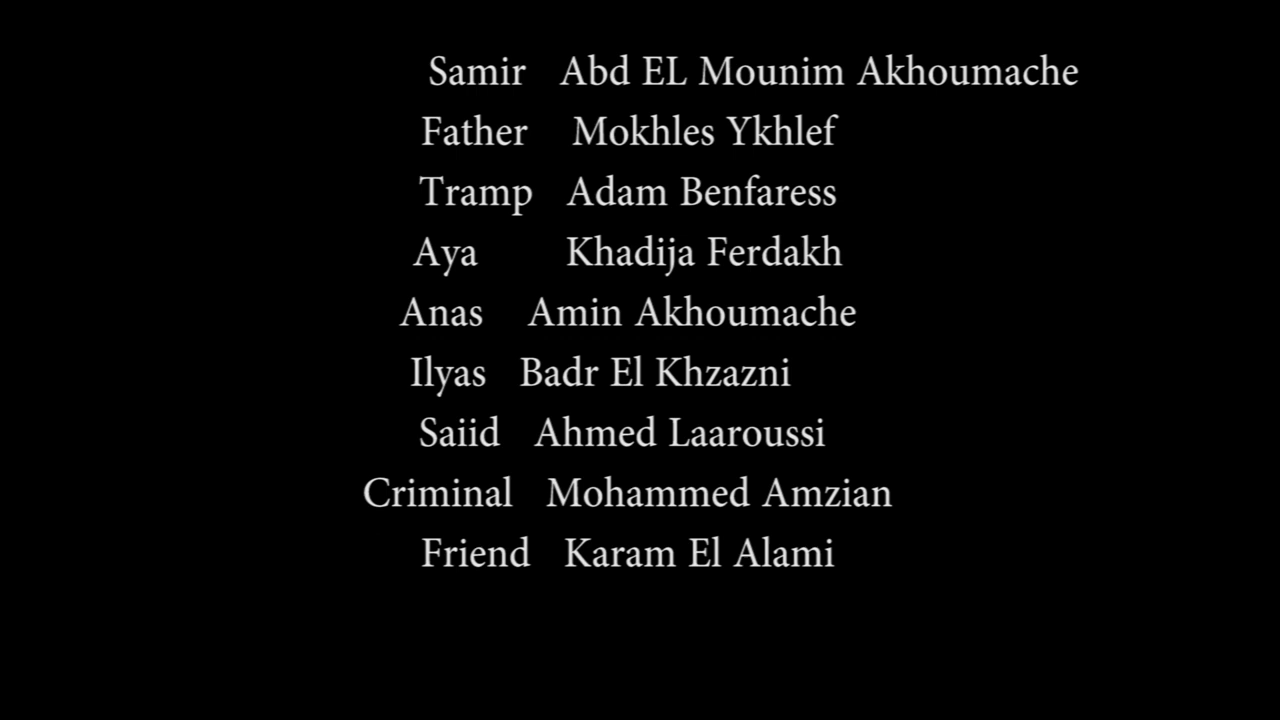 Samir Abd EL Mounim Akhoumache
Father Mokhles Ykhlef
Tramp Adam Benfaress
Aya Khadija Ferdakh
Anas Amin Akhoumache
Ilyas Badr El Khzazni
Saiid Ahmed Laaroussi
Criminal Mohammed Amzian
Friend Karam El Alami